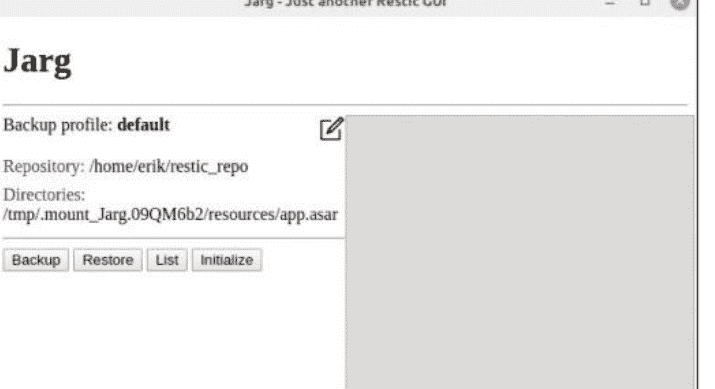 Jarg - Just another Restic GUI
Jarg
Backup profile: default
Repository: /home/erik/restic_repo
Directories:
/tmp/.mount_Jarg.09QM6b2/resources/app.asar
Backup Restore List Initialize